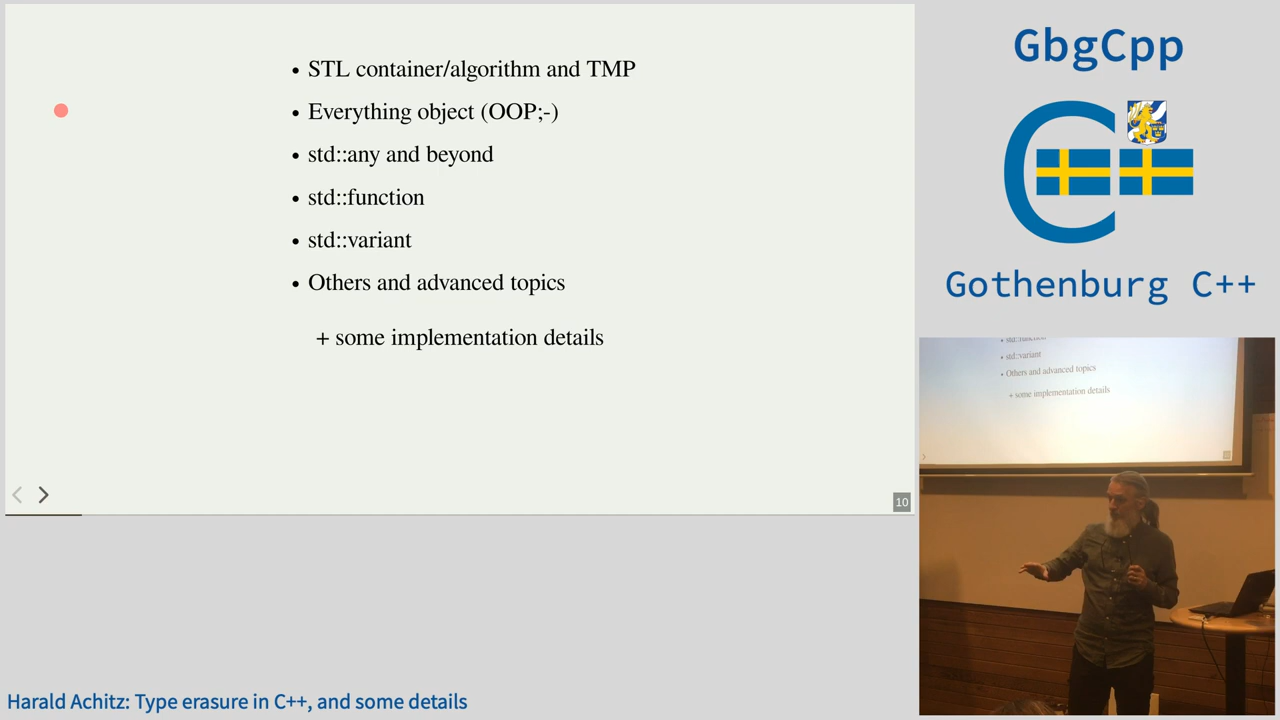 • STL container/algorithm and TMP
• Everything object (OOP;-)
• std::any and beyond
• std::function
• std::variant
• Others and advanced topics
+ some implementation details
10
GbgCpp
C++
Gothenburg C++
• std::function
• std::variant
• Others and advanced topics
+ some implementation details
Harald Achitz: Type erasure in C++, and some details